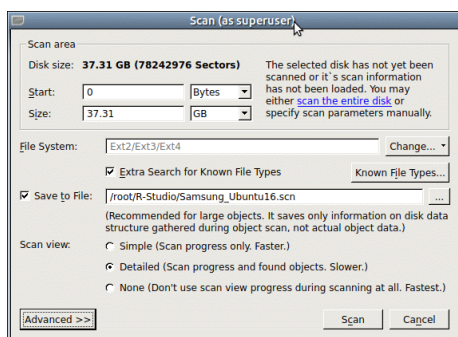 Scan (as superuser)
Scan area
Disk size: 37.31 GB (78242976 Sectors)
The selected disk has not yet been
scanned or it`s scan information
has not been loaded. You may
either scan the entire disk or
specify scan parameters manually.
Start: 0 Bytes
Size: 37.31 GB
File System: Ext2/Ext3/Ext4 Change...
Extra Search for Known File Types Known File Types...
Save to File: /root/R-Studio/Samsung_Ubuntu16.scn ...
(Recommended for large objects. It saves only information on disk data
structure gathered during object scan, not actual object data.)
Scan view: Simple (Scan progress only. Faster.)
Detailed (Scan progress and found objects. Slower.)
None (Don't use scan view progress during scanning at all. Fastest.)
Advanced >> Scan Cancel